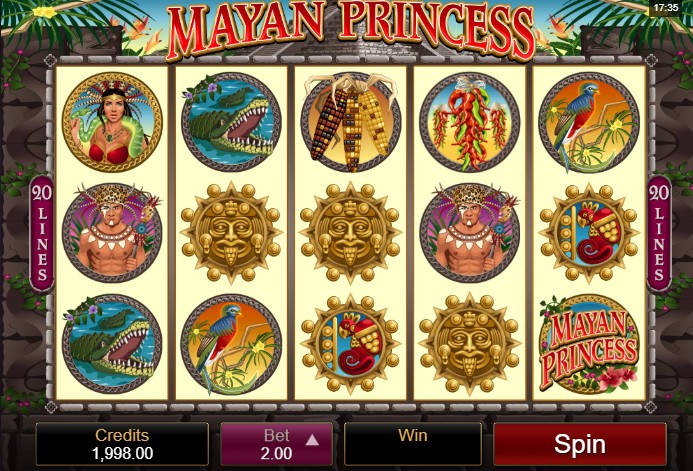 17:35
MAYAN PRINCESS
20
LINES
20
LINES
MAYAN
PRINCESS
Credits
1,998.00
Bet
2.00
Win
Spin